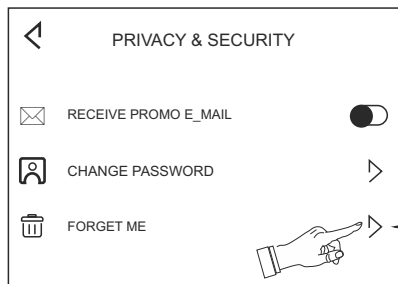 PRIVACY & SECURITY
RECEIVE PROMO E_MAIL
CHANGE PASSWORD
FORGET ME